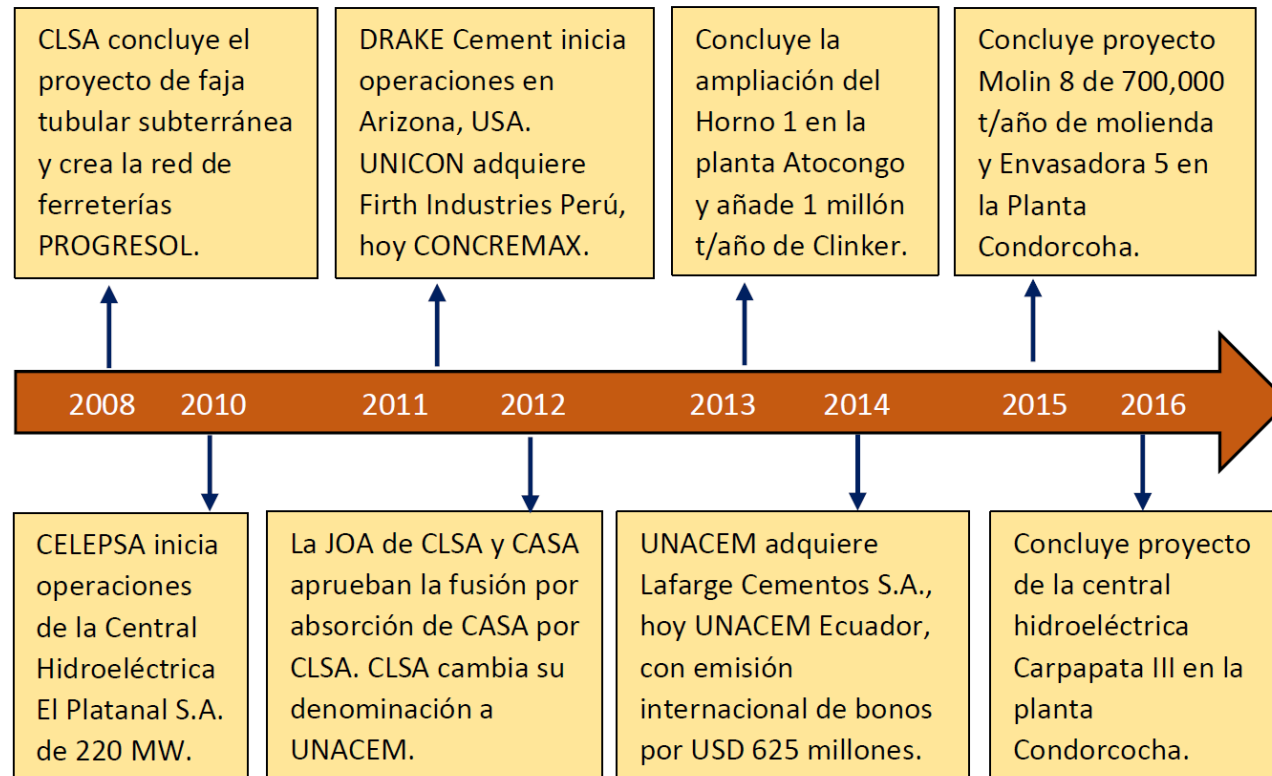 CLSA concluye el
proyecto de faja
tubular subterránea
y crea la red de
ferreterías
PROGRESOL.
DRAKE Cement inicia
operaciones en
Arizona, USA.
UNICON adquiere
Firth Industries Perú,
hoy CONCREMAX.
Concluye la
ampliación del
Horno 1 en la
planta Atocongo
y añade 1 millón
t/año de Clinker.
Concluye proyecto
Molin 8 de 700,000
t/año de molienda
y Envasadora 5 en
la Planta
Condorcoha.
2008 2010 2011 2012 2013 2014 2015 2016
CELEPSA inicia
operaciones
de la Central
Hidroeléctrica
El Platanal S.A.
de 220 MW.
La JOA de CLSA y CASA
aprueban la fusión por
absorción de CASA por
CLSA. CLSA cambia su
denominación a
UNACEM.
UNACEM adquiere
Lafarge Cementos S.A.,
hoy UNACEM Ecuador,
con emisión
internacional de bonos
por USD 625 millones.
Concluye proyecto
de la central
hidroeléctrica
Carpapata III en la
planta
Condorcocha.